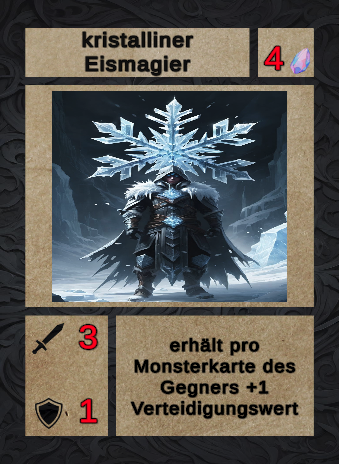 kristalliner
Eismagier
4
3
1
erhält pro
Monsterkarte des
Gegners +1
Verteidigungswert